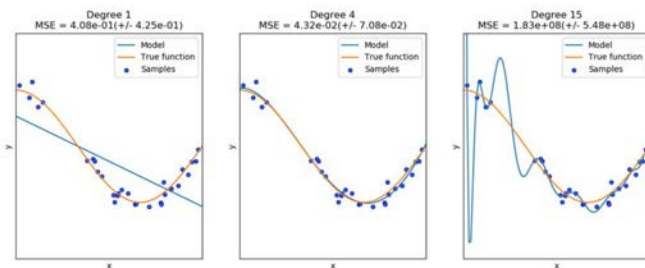 Degree 1
MSE = 4.08e-01(+/- 4.25e-01)
Model
True function
Samples
y
x
Degree 4
MSE = 4.32e-02(+/- 7.08e-02)
Model
True function
Samples
y
x
Degree 15
MSE = 1.83e+08(+/- 5.48e+08)
Model
True function
Samples
y
x